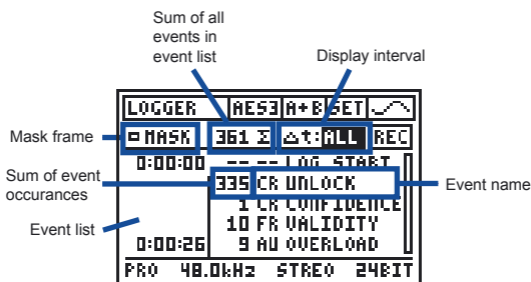 Sum of all
events in
event list
Display interval
LOGGER AES3 A+B SET
Mask frame
MASK 361 Σ Δt:ALL REC
0:00:00 -- -- LOG START
Sum of event
occurances
335 CR UNLOCK
Event name
1 CR CONFIDENCE
Event list
10 FR VALIDITY
0:00:26 9 AU OVERLOAD
PRO 48.0kHz STREO 24BIT